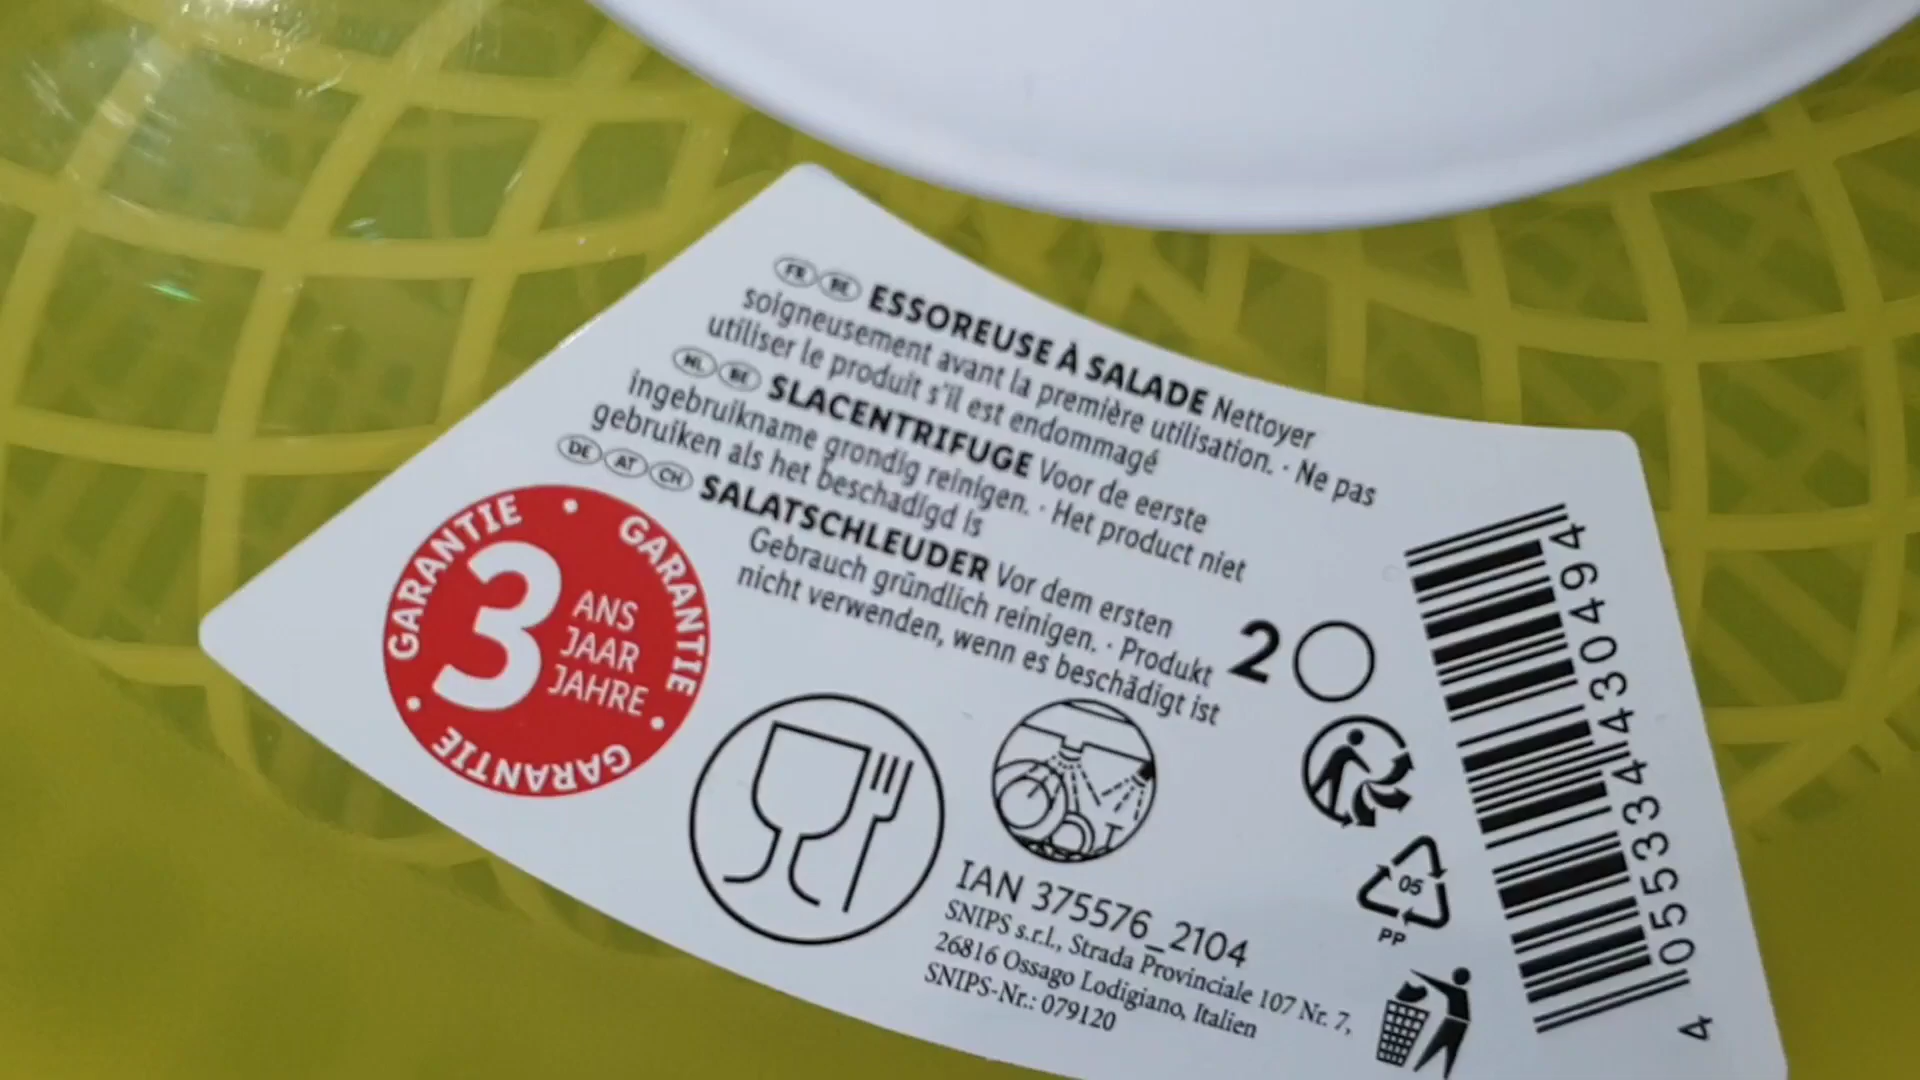 FR BE ESSOREUSE À SALADE Nettoyer
soigneusement avant la première utilisation. · Ne pas
utiliser le produit s'il est endommagé
NL BE SLACENTRIFUGE Voor de eerste
ingebruikname grondig reinigen. · Het product niet
gebruiken als het beschadigd is
DE AT CH SALATSCHLEUDER Vor dem ersten
Gebrauch gründlich reinigen. · Produkt
nicht verwenden, wenn es beschädigt ist
GARANTIE · GARANTIE · GARANTIE ·
3 ANS
JAAR
JAHRE
2
05
PP
IAN 375576_2104
SNIPS s.r.l., Strada Provinciale 107 Nr. 7,
26816 Ossago Lodigiano, Italien
SNIPS-Nr.: 079120
4 055334 430494